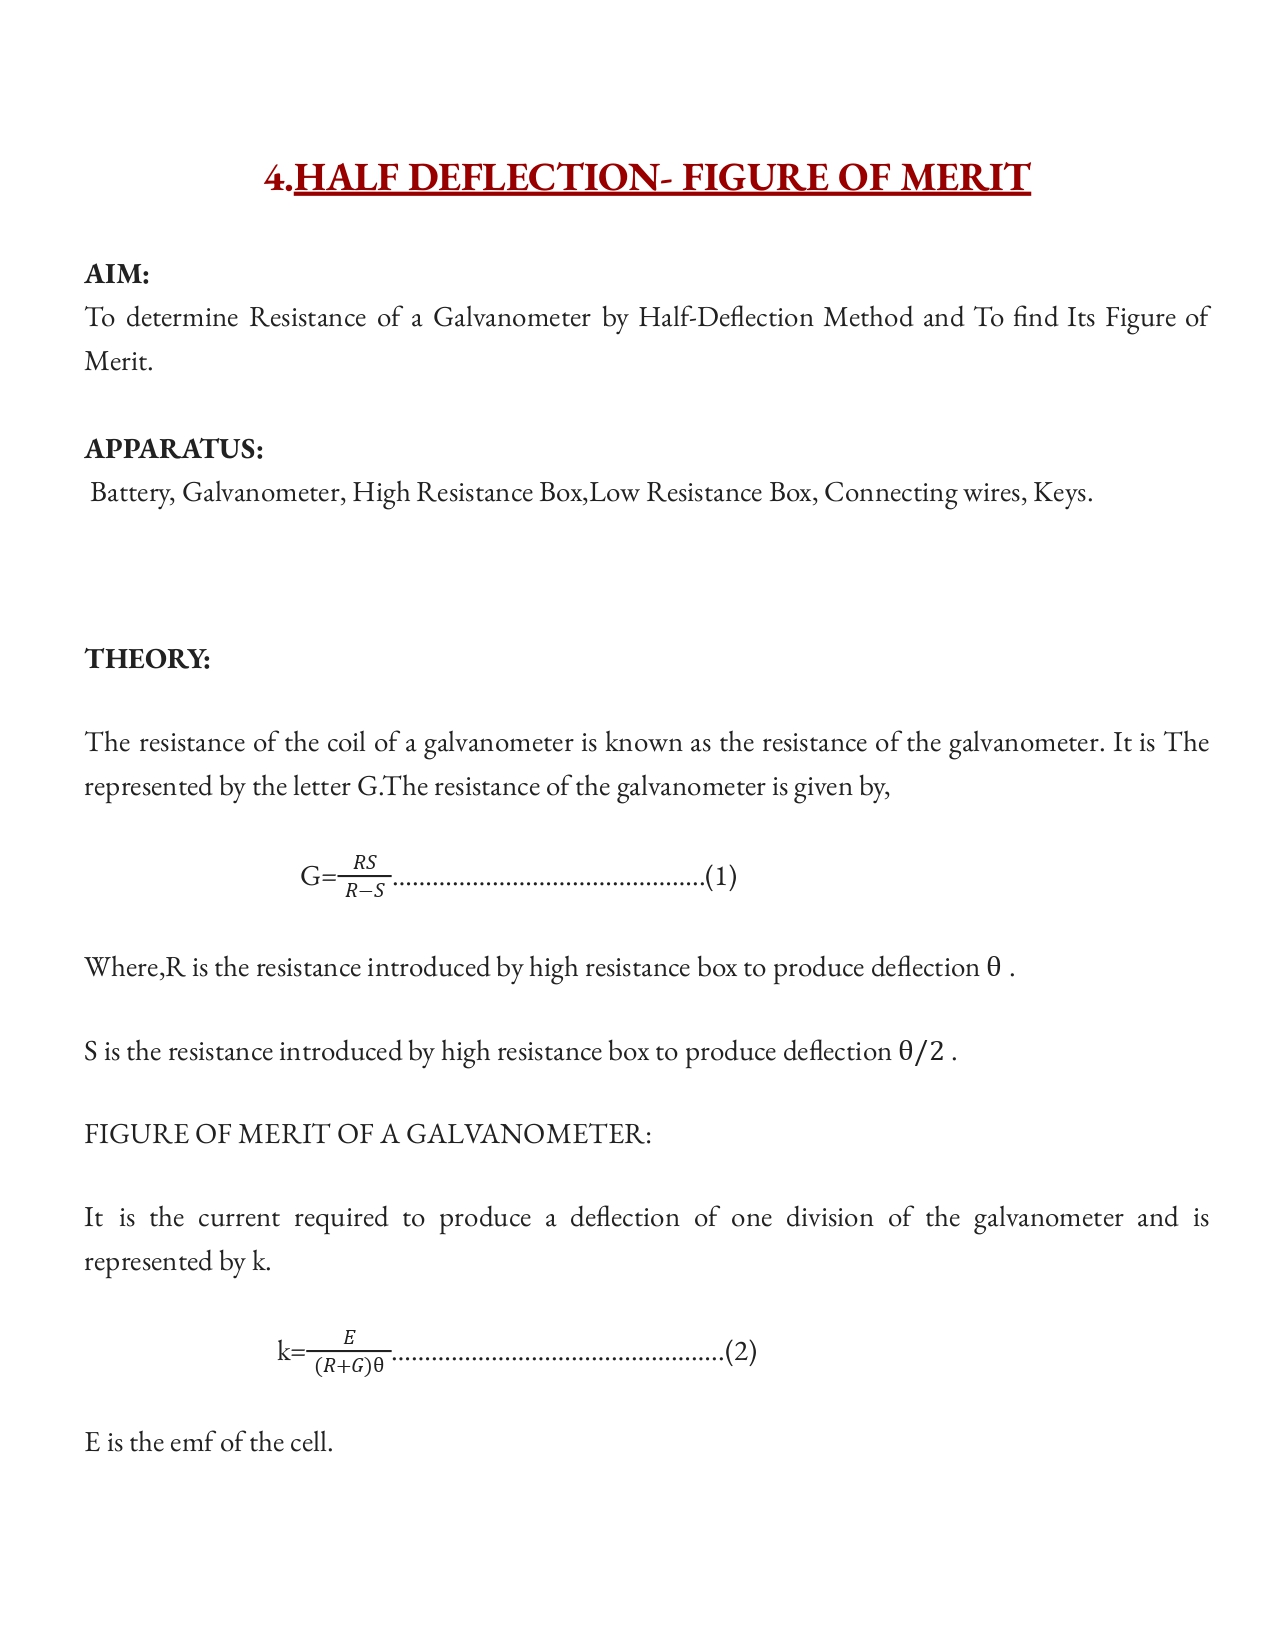 4.HALF DEFLECTION- FIGURE OF MERIT
AIM:
To determine Resistance of a Galvanometer by Half-Deflection Method and To find Its Figure of
Merit.
APPARATUS:
Battery, Galvanometer, High Resistance Box,Low Resistance Box, Connecting wires, Keys.
THEORY:
The resistance of the coil of a galvanometer is known as the resistance of the galvanometer. It is The
represented by the letter G.The resistance of the galvanometer is given by,
G=RS/(R−S)...............................................(1)
Where,R is the resistance introduced by high resistance box to produce deflection θ .
S is the resistance introduced by high resistance box to produce deflection θ/2 .
FIGURE OF MERIT OF A GALVANOMETER:
It is the current required to produce a deflection of one division of the galvanometer and is
represented by k.
k=E/((R+G)θ)..................................................(2)
E is the emf of the cell.